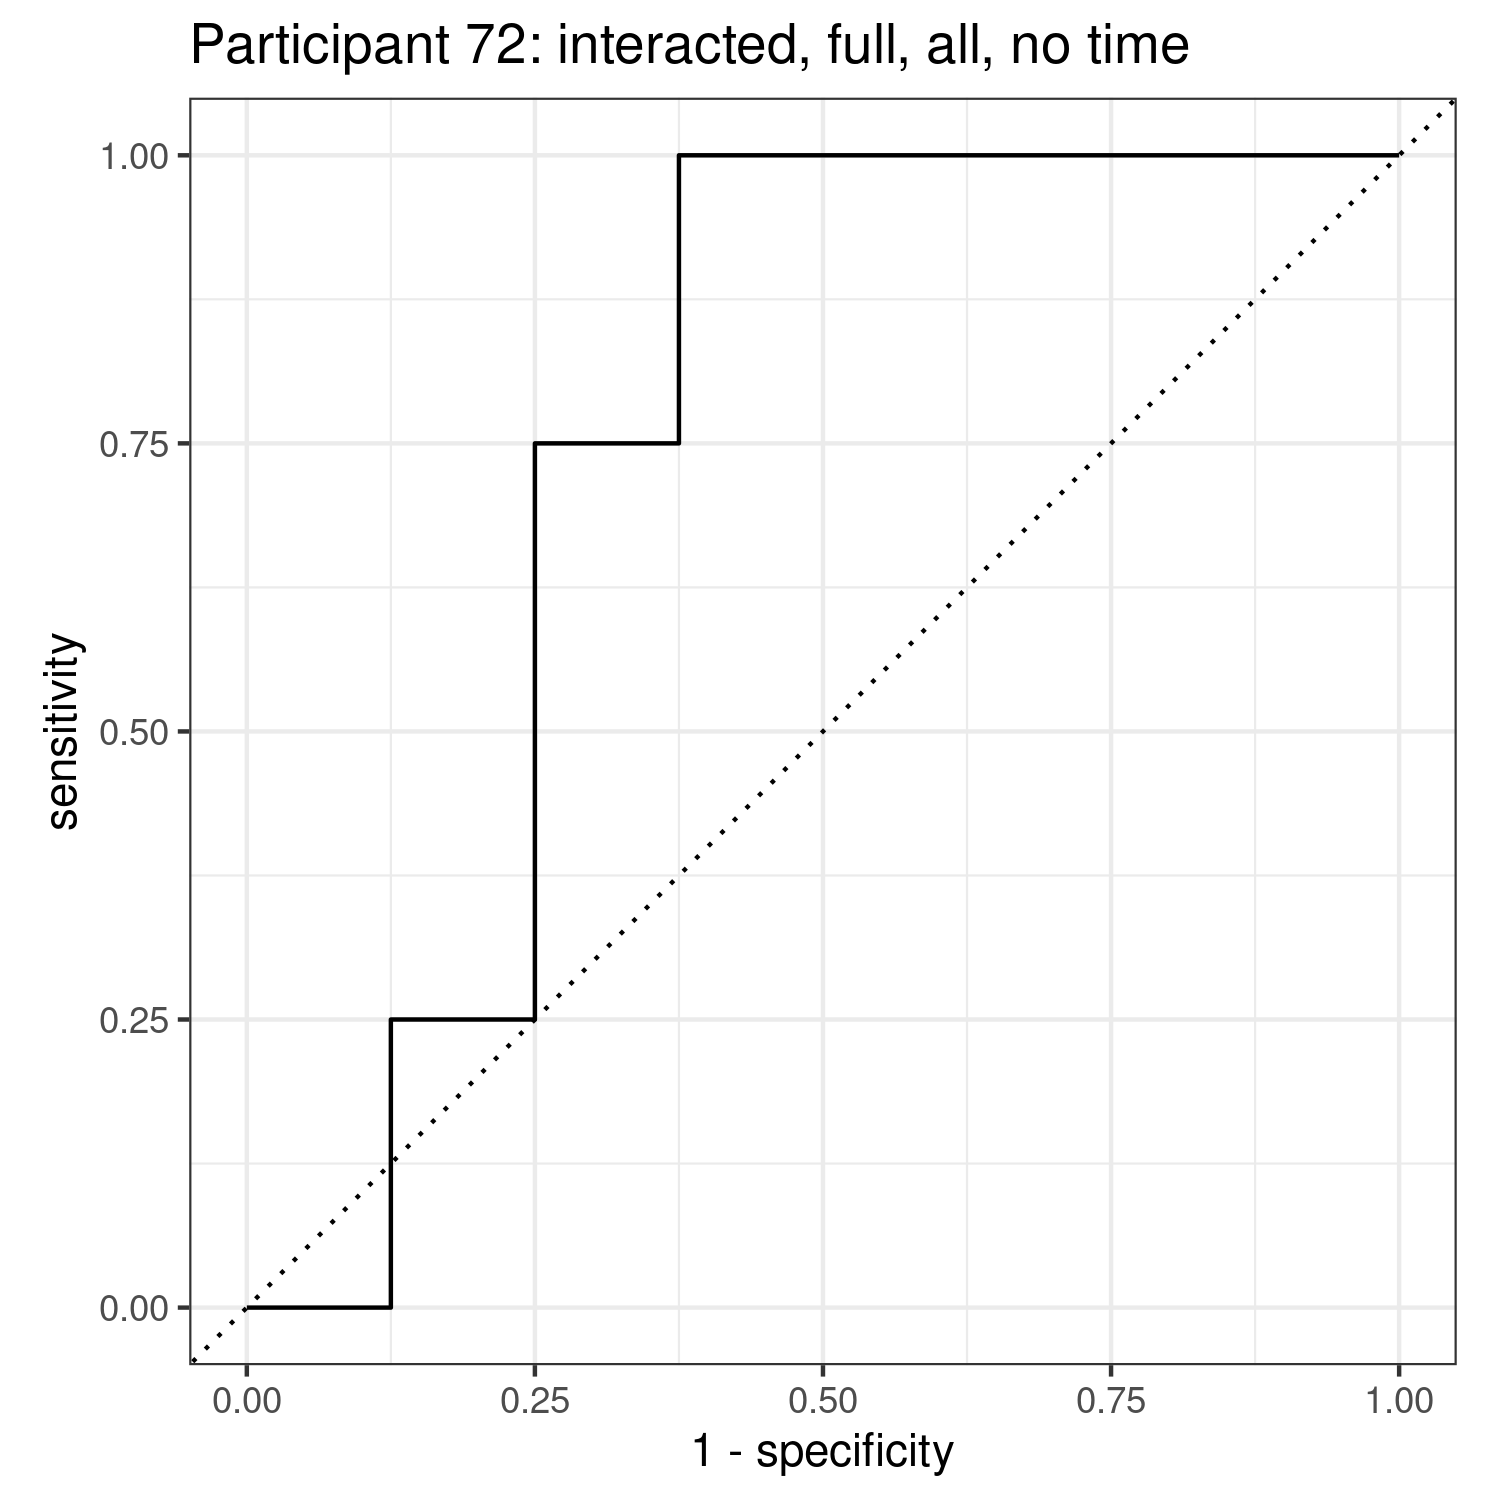 Participant 72: interacted, full, all, no time
1.00
0.75
0.50
0.25
0.00
sensitivity
0.00 0.25 0.50 0.75 1.00
1 - specificity